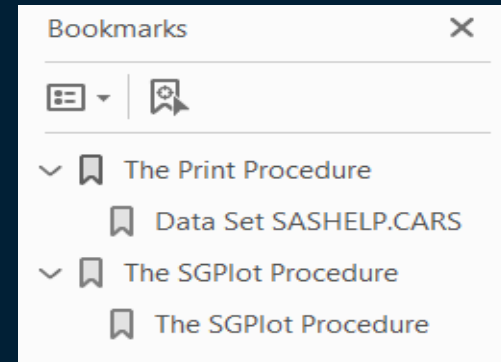 Bookmarks
The Print Procedure
Data Set SASHELP.CARS
The SGPlot Procedure
The SGPlot Procedure